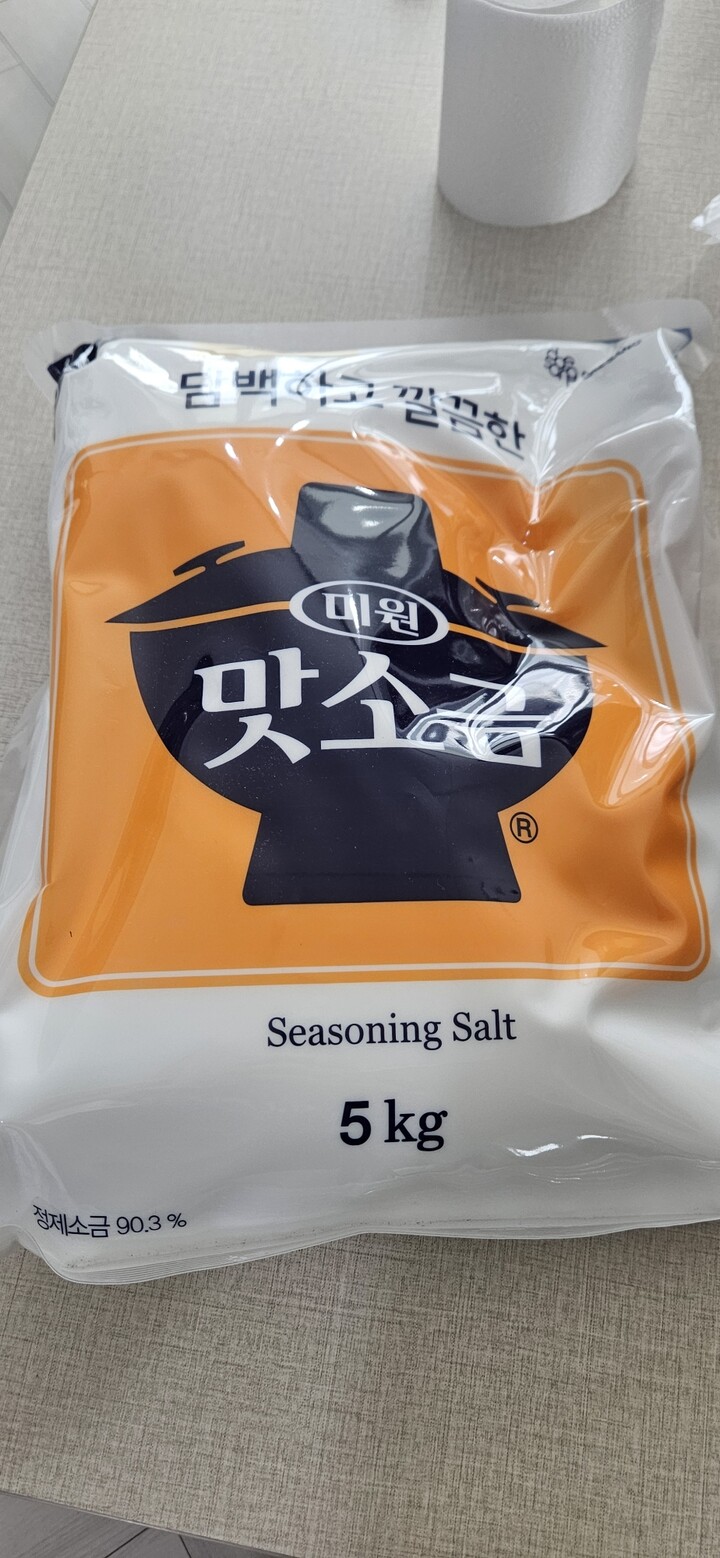 담백하고 깔끔한
미원
맛소금
®
Seasoning Salt
5 kg
정제소금 90.3 %